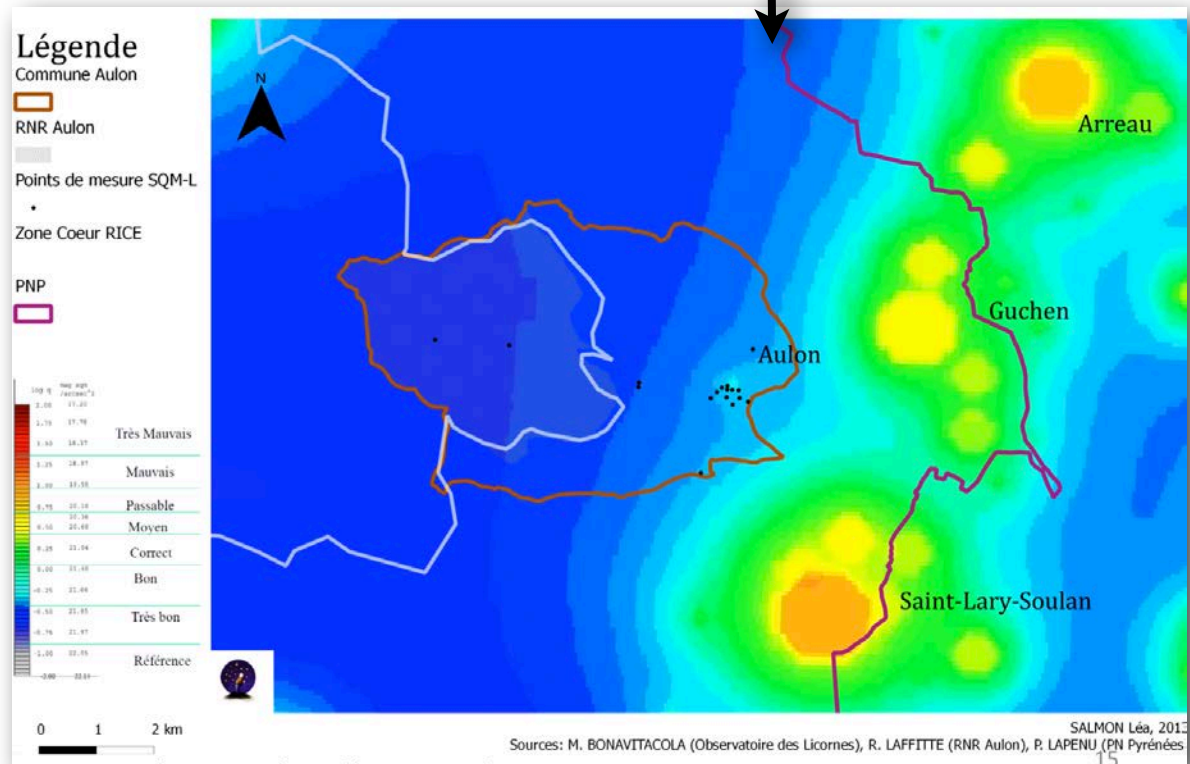 Légende
Commune Aulon
RNR Aulon
Points de mesure SQM-L
Zone Coeur RICE
PNP
N
Arreau
Guchen
Aulon
Saint-Lary-Soulan
Très Mauvais
Mauvais
Passable
Moyen
Correct
Bon
Très bon
Référence
0 1 2 km
SALMON Léa, 2013
Sources: M. BONAVITACOLA (Observatoire des Licornes), R. LAFFITTE (RNR Aulon), P. LAPENU (PN Pyrénées
15